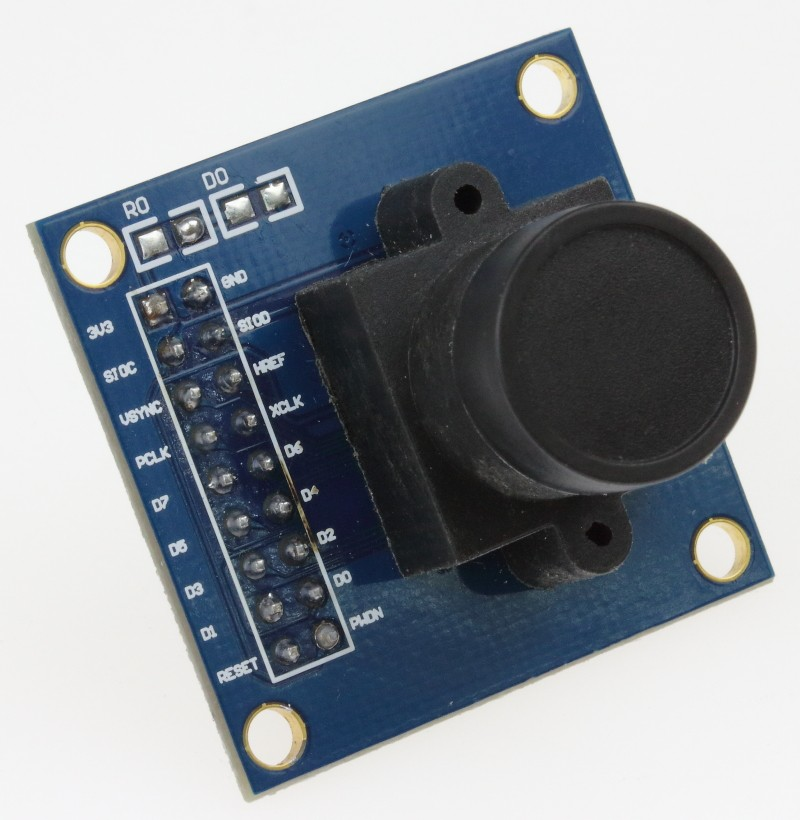 R0 D0
3V3 GND
SIOC SIOD
VSYNC HREF
PCLK XCLK
D7 D6
D5 D4
D3 D2
D1 D0
RESET PWDN